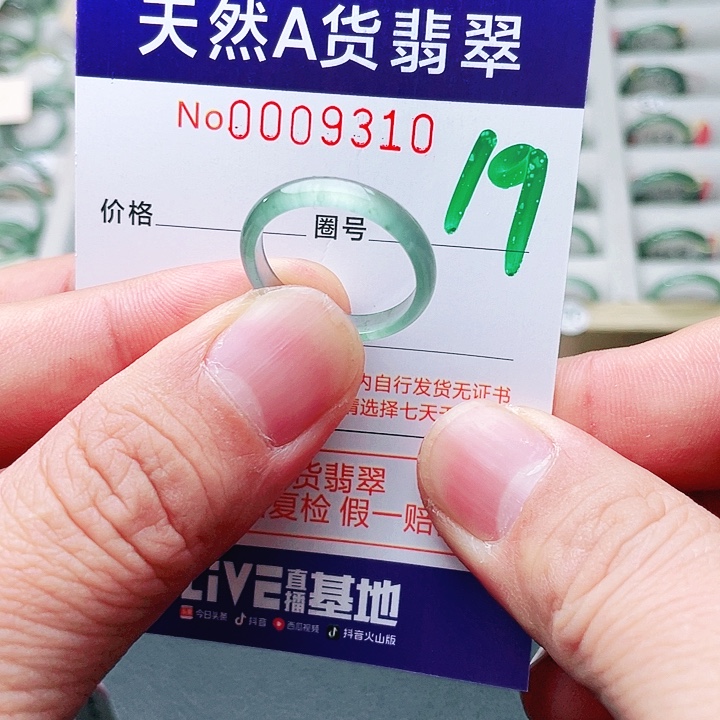 天然A货翡翠
No0009310
价格 圈号 19
内自行发货无证书
请选择七天
货翡翠
复检 假一赔
LIVE直播基地
头条 今日头条 抖音 西瓜视频 抖音火山版